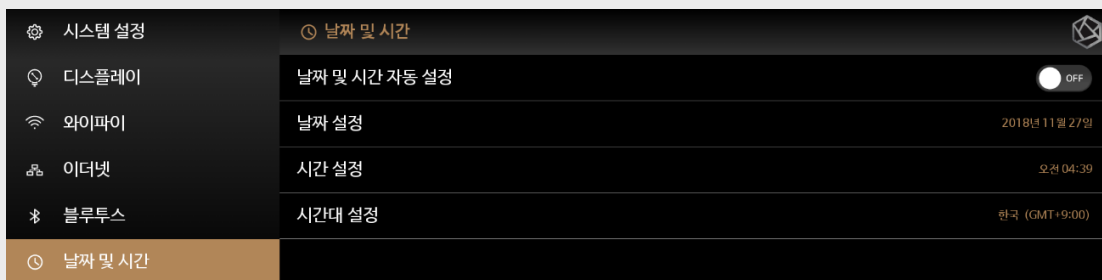 시스템 설정
디스플레이
와이파이
이더넷
블루투스
날짜 및 시간
날짜 및 시간
날짜 및 시간 자동 설정
OFF
날짜 설정
2018년 11월 27일
시간 설정
오전 04:39
시간대 설정
한국 (GMT+9:00)